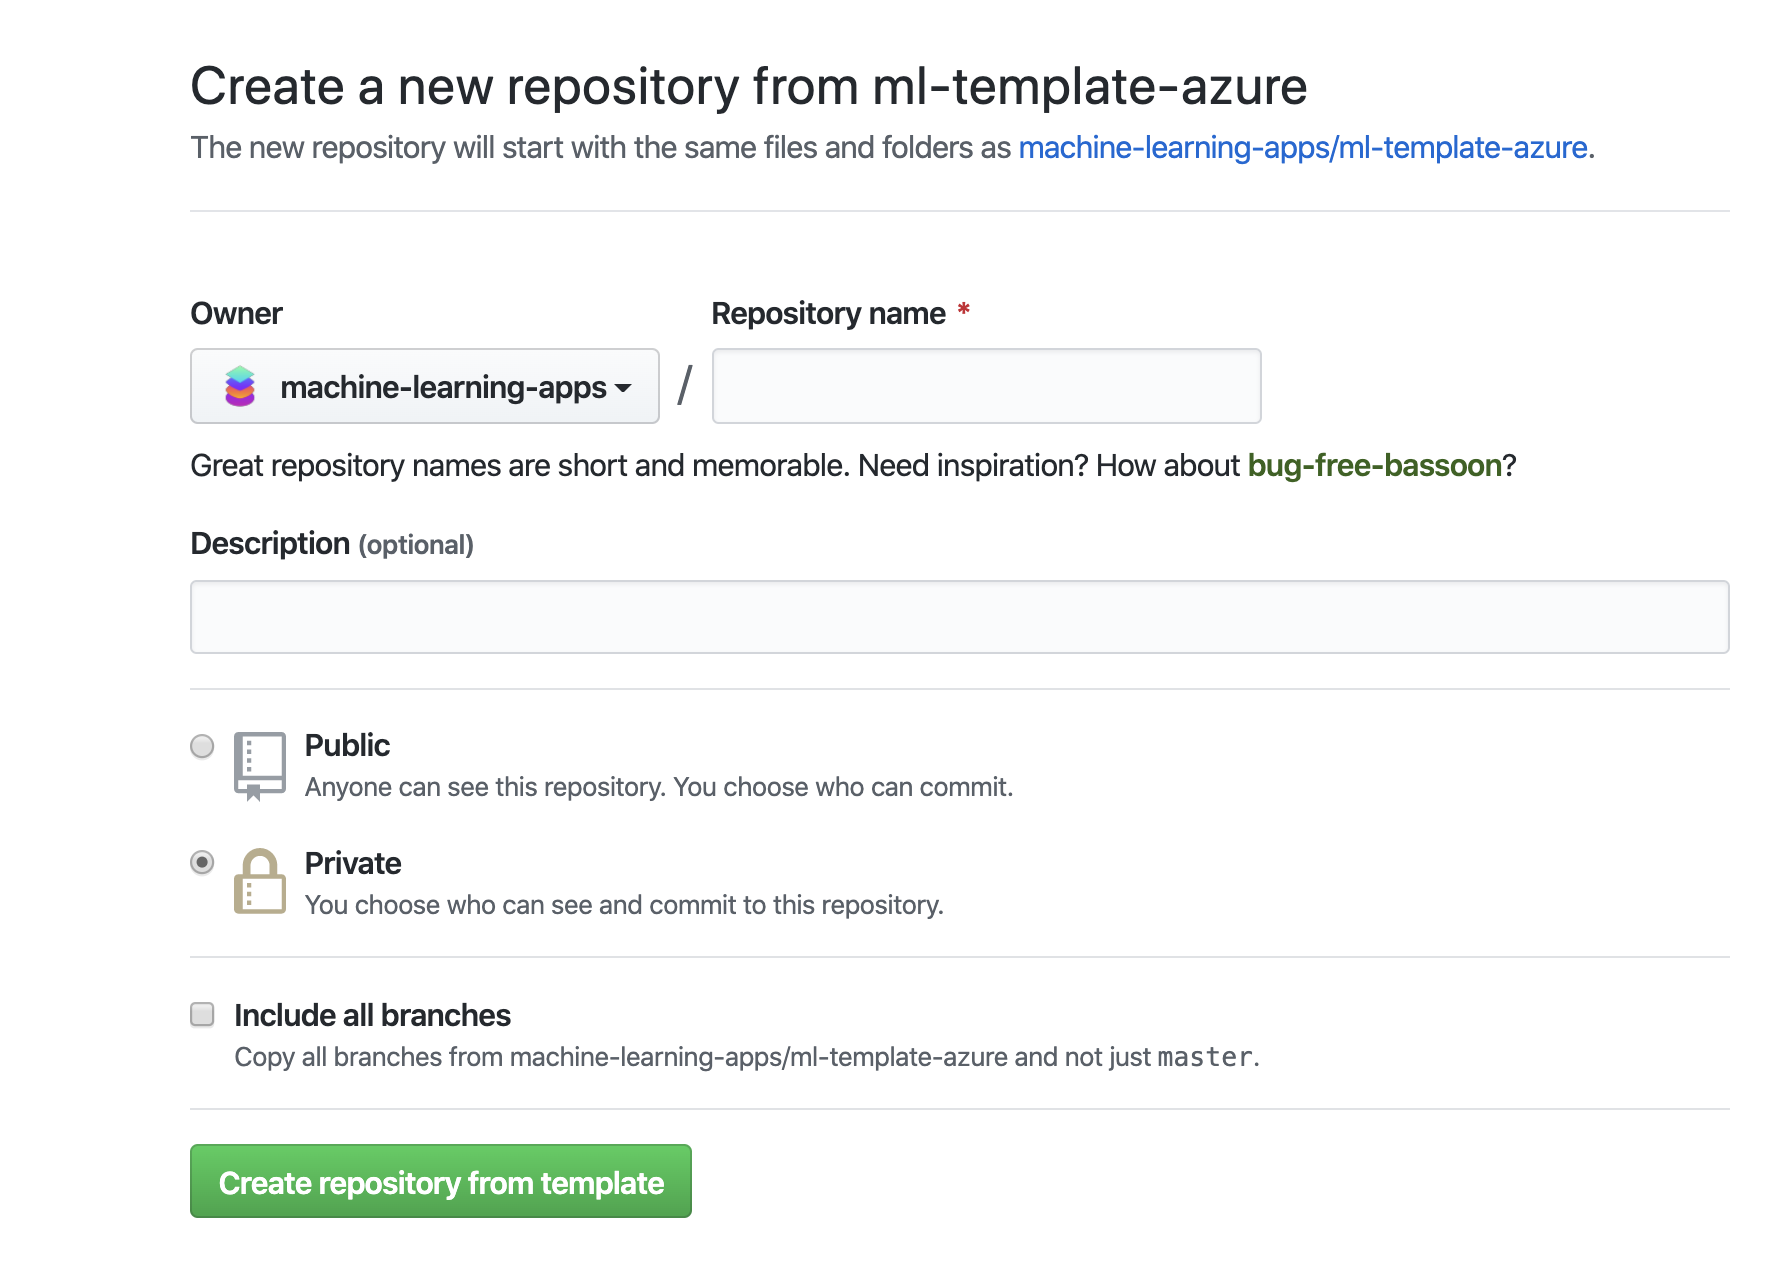 Create a new repository from ml-template-azure
The new repository will start with the same files and folders as machine-learning-apps/ml-template-azure.
Owner
Repository name *
machine-learning-apps
/
Great repository names are short and memorable. Need inspiration? How about bug-free-bassoon?
Description (optional)
Public
Anyone can see this repository. You choose who can commit.
Private
You choose who can see and commit to this repository.
Include all branches
Copy all branches from machine-learning-apps/ml-template-azure and not just master.
Create repository from template